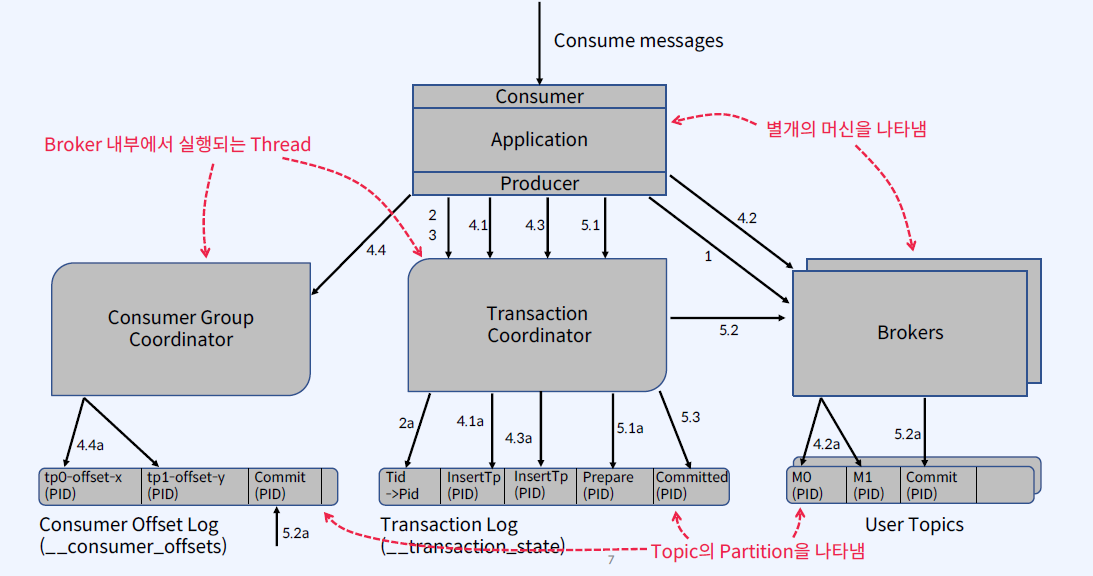 Consume messages
Consumer
Application
Producer
별개의 머신을 나타냄
Broker 내부에서 실행되는 Thread
4.4
2
3
4.1
4.3
5.1
4.2
1
Consumer Group
Coordinator
Transaction
Coordinator
5.2
Brokers
4.4a
2a
4.1a
4.3a
5.1a
5.3
4.2a
5.2a
tp0-offset-x
(PID)
tp1-offset-y
(PID)
Commit
(PID)
Tid
->Pid
InsertTp
(PID)
InsertTp
(PID)
Prepare
(PID)
Committed
(PID)
M0
(PID)
M1
(PID)
Commit
(PID)
Consumer Offset Log
(__consumer_offsets)
5.2a
Transaction Log
(__transaction_state)
User Topics
Topic의 Partition을 나타냄
7